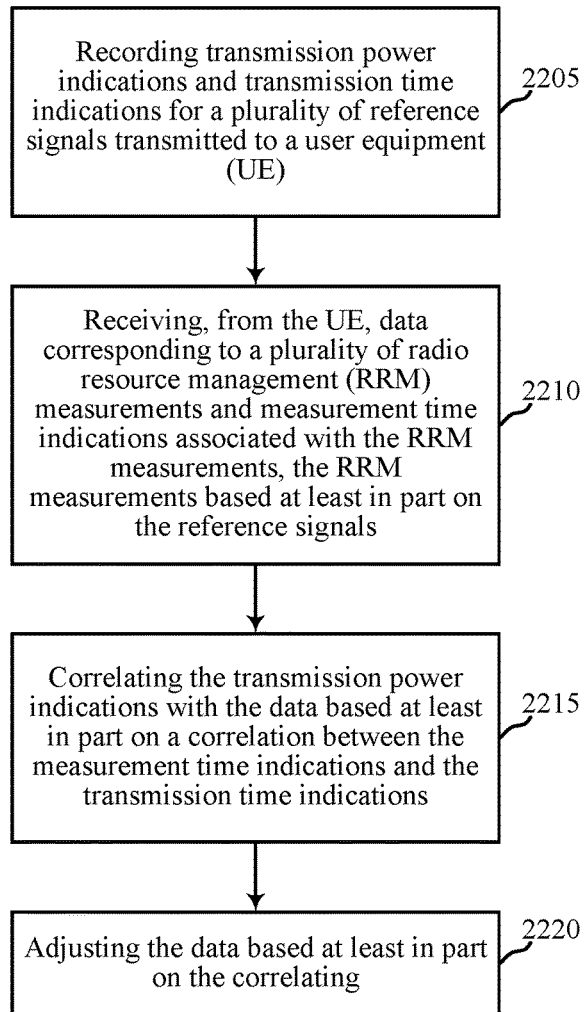 Recording transmission power
indications and transmission time
indications for a plurality of reference
signals transmitted to a user equipment
(UE)
2205
Receiving, from the UE, data
corresponding to a plurality of radio
resource management (RRM)
measurements and measurement time
indications associated with the RRM
measurements, the RRM
measurements based at least in part on
the reference signals
2210
Correlating the transmission power
indications with the data based at least
in part on a correlation between the
measurement time indications and the
transmission time indications
2215
Adjusting the data based at least in part
on the correlating
2220